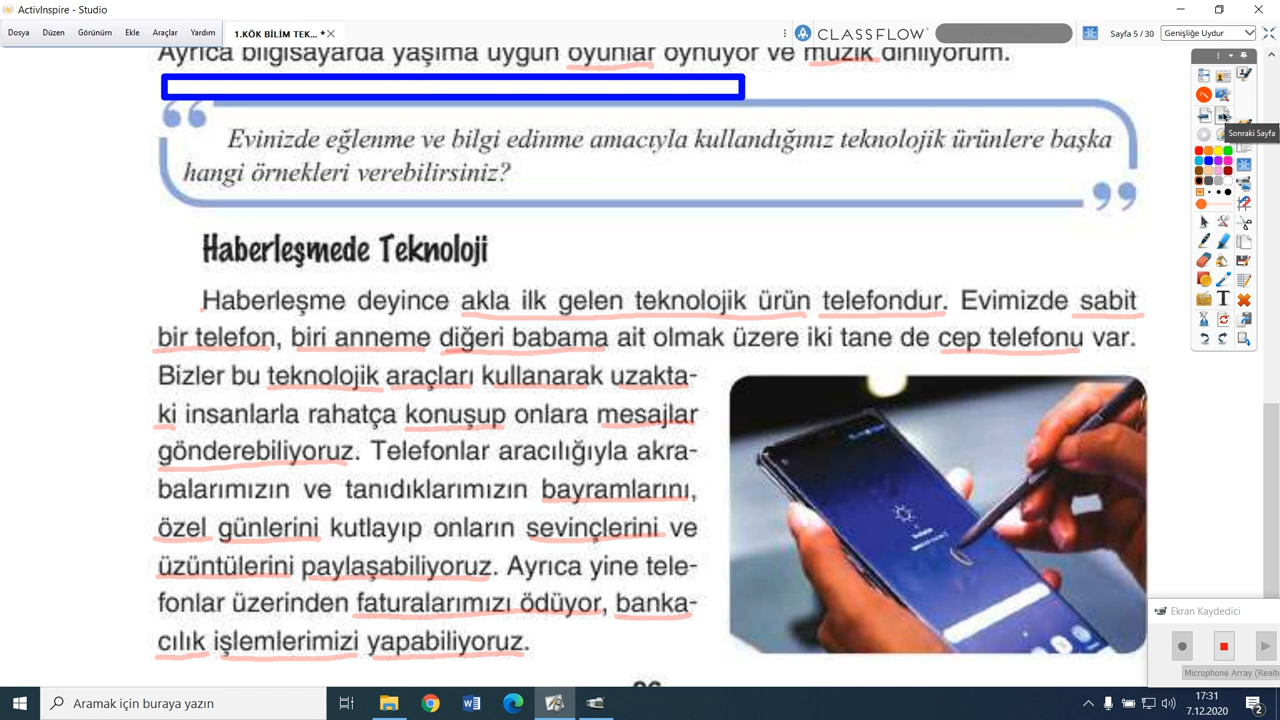 ActivInspire - Studio
Dosya Düzen Görünüm Ekle Araçlar Yardım
1.KÖK BİLİM TEK... *
CLASSFLOW
Sayfa 5 / 30
Genişliğe Uydur
Ayrıca bilgisayarda yaşıma uygun oyunlar oynuyor ve müzik dinliyorum.
Sonraki Sayfa
Evinizde eğlenme ve bilgi edinme amacıyla kullandığınız teknolojik ürünlere başka
hangi örnekleri verebilirsiniz?
Haberleşmede Teknoloji
Haberleşme deyince akla ilk gelen teknolojik ürün telefondur. Evimizde sabit
bir telefon, biri anneme diğeri babama ait olmak üzere iki tane de cep telefonu var.
Bizler bu teknolojik araçları kullanarak uzakta-
ki insanlarla rahatça konuşup onlara mesajlar
gönderebiliyoruz. Telefonlar aracılığıyla akra-
balarımızın ve tanıdıklarımızın bayramlarını,
özel günlerini kutlayıp onların sevinçlerini ve
üzüntülerini paylaşabiliyoruz. Ayrıca yine tele-
fonlar üzerinden faturalarımızı ödüyor, banka-
cılık işlemlerimizi yapabiliyoruz.
Ekran Kaydedici
Microphone Array (Realt
Aramak için buraya yazın
17:31
7.12.2020
2